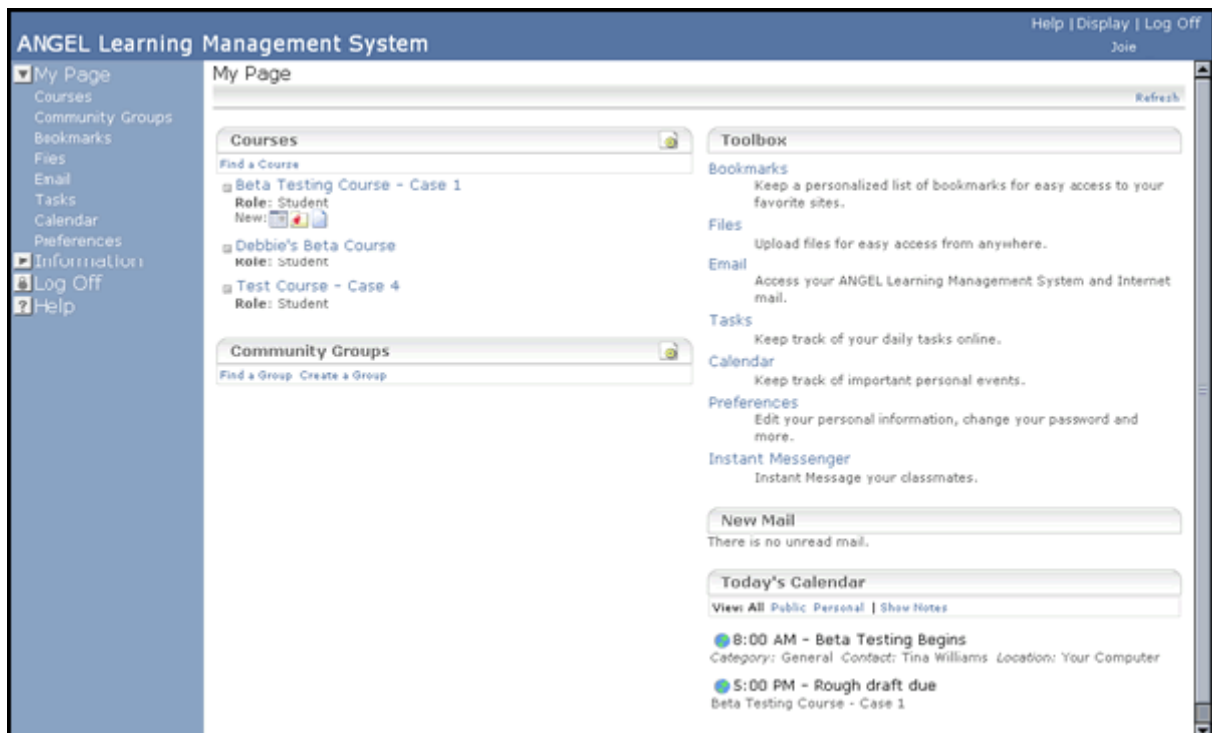 Help | Display | Log Off
ANGEL Learning Management System
Joie
My Page
Courses
Community Groups
Bookmarks
Files
Email
Tasks
Calendar
Preferences
Information
Log Off
Help
My Page
Refresh
Courses
Find a Course
Beta Testing Course - Case 1
Role: Student
New:
Debbie's Beta Course
Role: Student
Test Course - Case 4
Role: Student
Community Groups
Find a Group Create a Group
Toolbox
Bookmarks
Keep a personalized list of bookmarks for easy access to your
favorite sites.
Files
Upload files for easy access from anywhere.
Email
Access your ANGEL Learning Management System and Internet
mail.
Tasks
Keep track of your daily tasks online.
Calendar
Keep track of important personal events.
Preferences
Edit your personal information, change your password and
more.
Instant Messenger
Instant Message your classmates.
New Mail
There is no unread mail.
Today's Calendar
View: All Public Personal | Show Notes
8:00 AM - Beta Testing Begins
Category: General Contact: Tina Williams Location: Your Computer
5:00 PM - Rough draft due
Beta Testing Course - Case 1